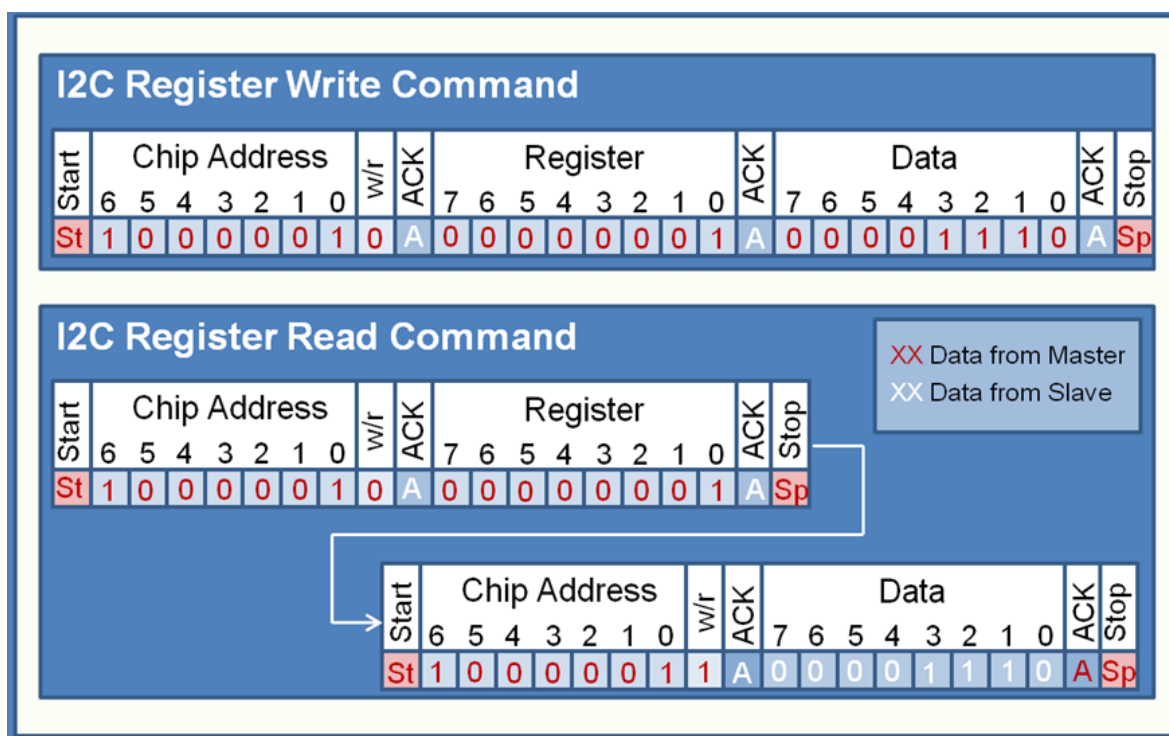 I2C Register Write Command
Start Chip Address w/r ACK Register ACK Data ACK Stop
6 5 4 3 2 1 0 7 6 5 4 3 2 1 0 7 6 5 4 3 2 1 0
St 1 0 0 0 0 0 1 0 A 0 0 0 0 0 0 0 1 A 0 0 0 0 1 1 1 0 A Sp
I2C Register Read Command
XX Data from Master
XX Data from Slave
Start Chip Address w/r ACK Register ACK Stop
6 5 4 3 2 1 0 7 6 5 4 3 2 1 0
St 1 0 0 0 0 0 1 0 A 0 0 0 0 0 0 0 1 A Sp
Start Chip Address w/r ACK Data ACK Stop
6 5 4 3 2 1 0 7 6 5 4 3 2 1 0
St 1 0 0 0 0 0 1 1 A 0 0 0 0 1 1 1 0 A Sp